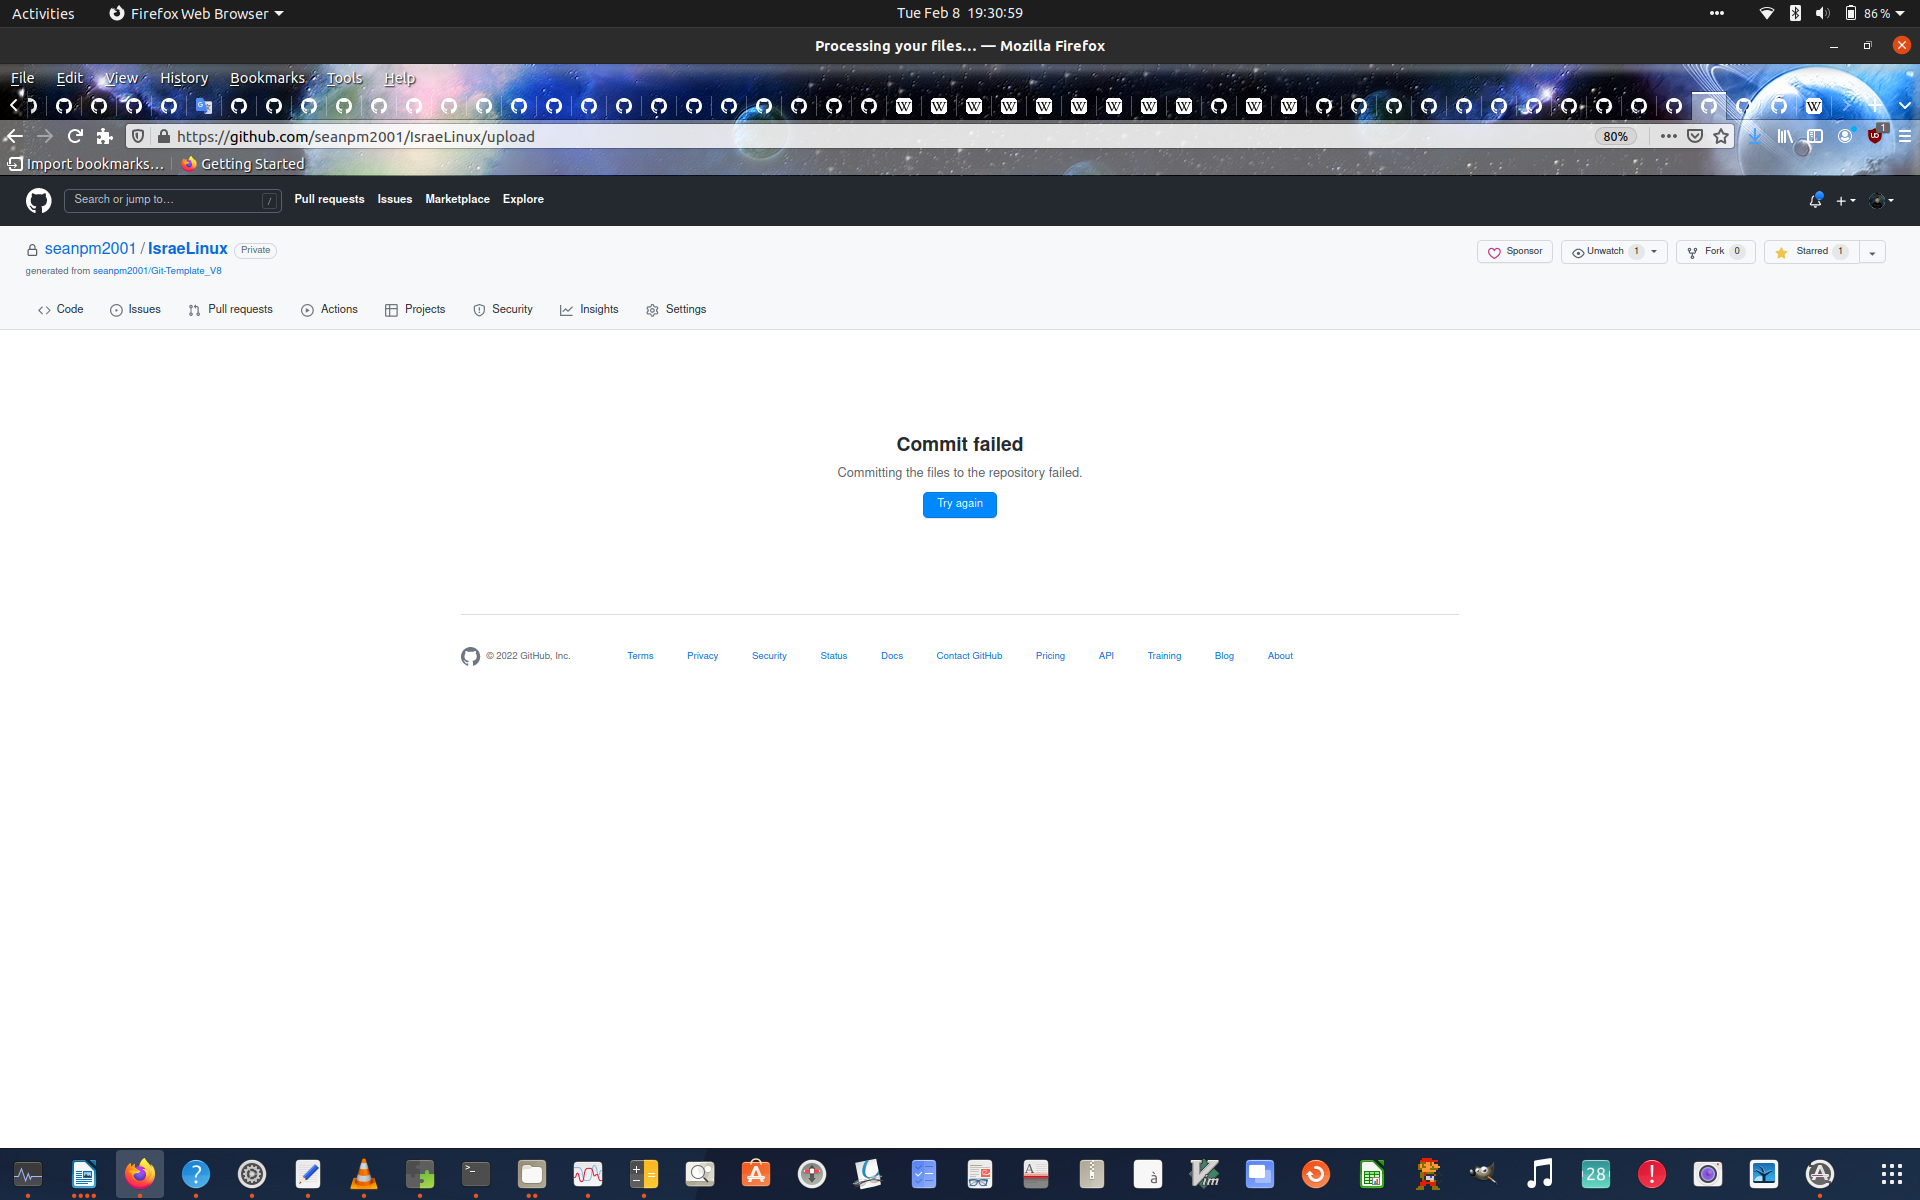 Activities
Firefox Web Browser
Tue Feb 8 19:30:59
86 %
Processing your files… — Mozilla Firefox
File Edit View History Bookmarks Tools Help
https://github.com/seanpm2001/IsraeLinux/upload
80%
1
Import bookmarks… Getting Started
Search or jump to… /
Pull requests Issues Marketplace Explore
seanpm2001 / IsraeLinux Private
Sponsor Unwatch 1 Fork 0 Starred 1
generated from seanpm2001/Git-Template_V8
Code Issues Pull requests Actions Projects Security Insights Settings
Commit failed
Committing the files to the repository failed.
Try again
© 2022 GitHub, Inc. Terms Privacy Security Status Docs Contact GitHub Pricing API Training Blog About
28